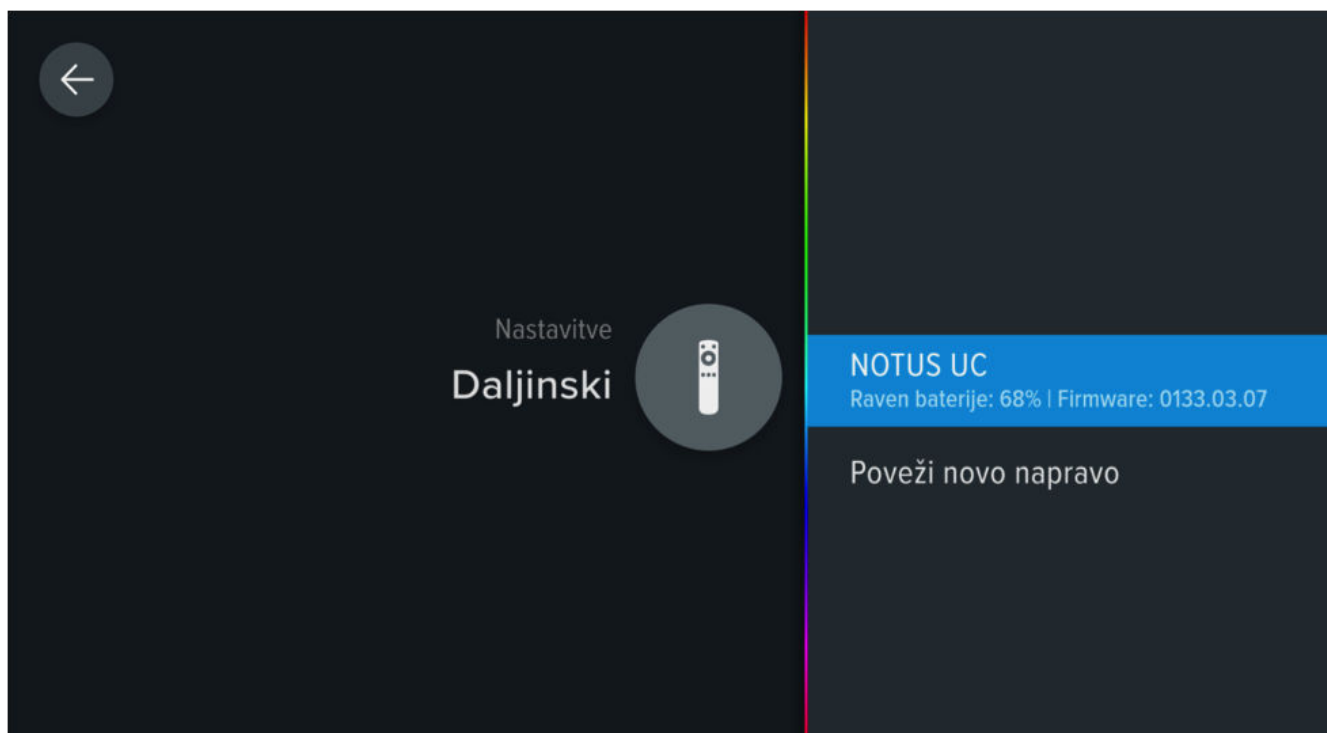 Nastavitve
Daljinski
NOTUS UC
Raven baterije: 68% | Firmware: 0133.03.07
Poveži novo napravo